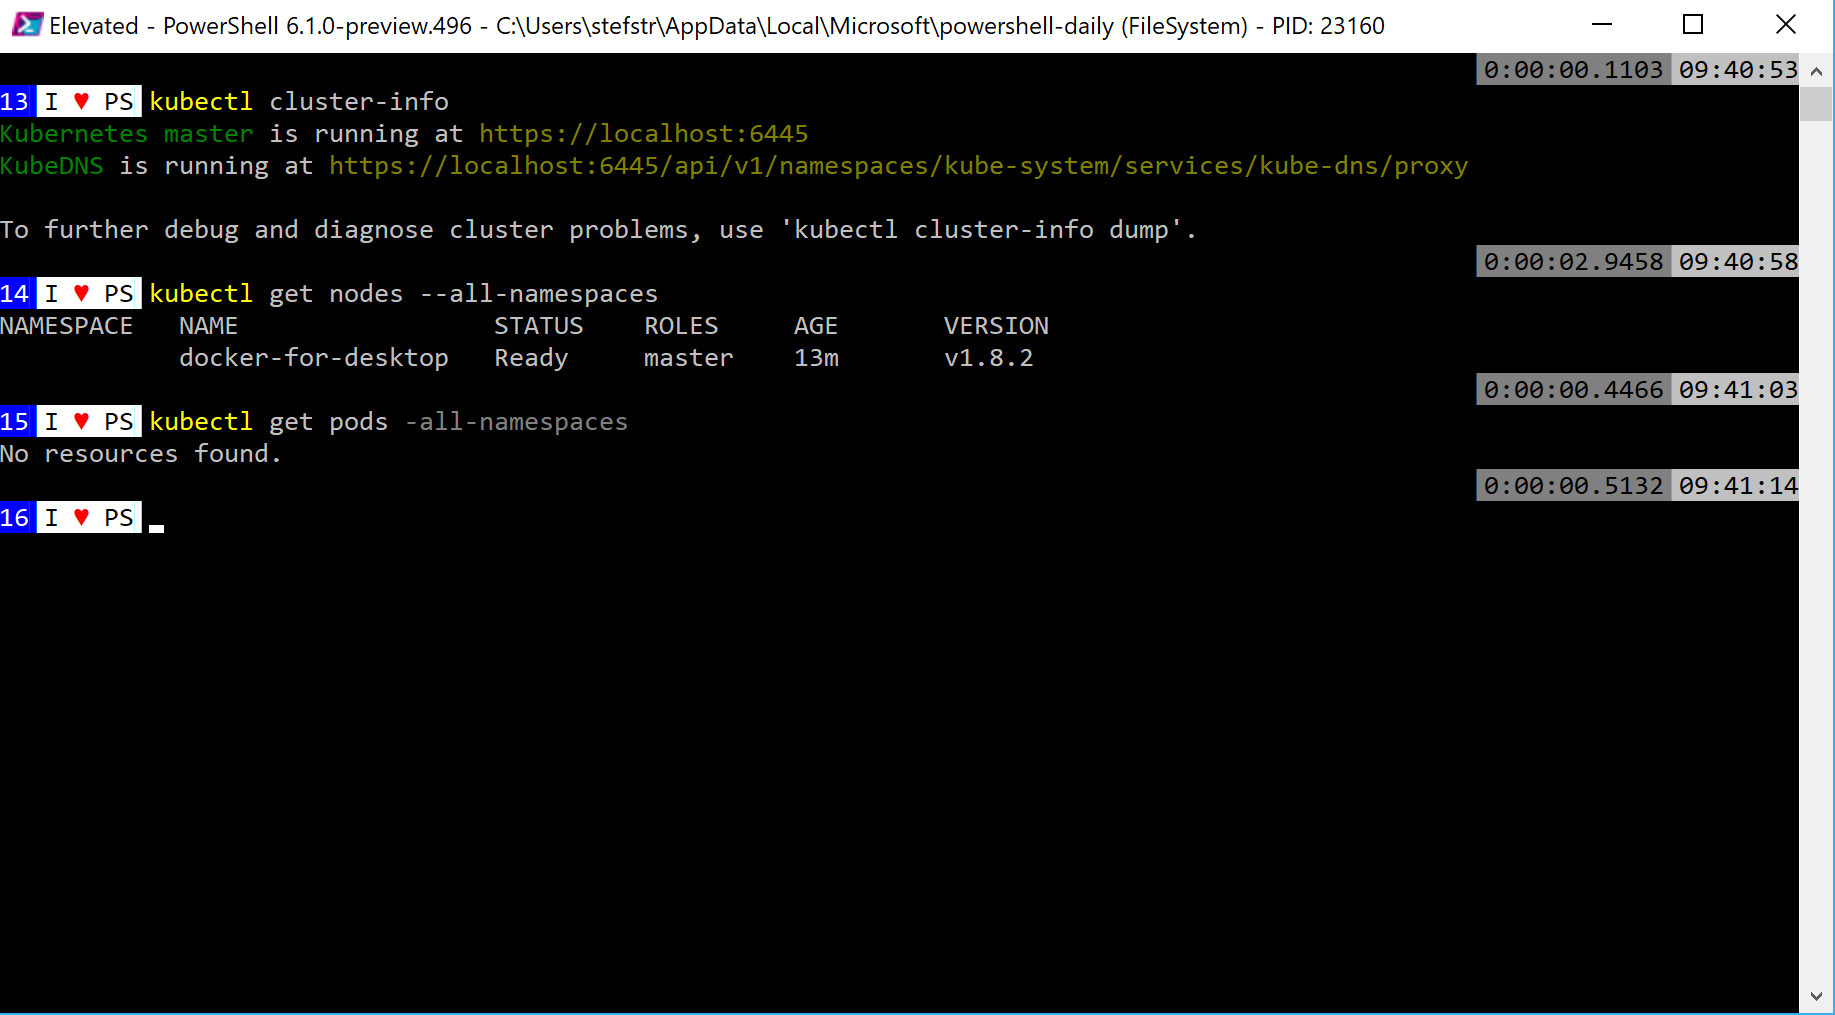 Elevated - PowerShell 6.1.0-preview.496 - C:\Users\stefstr\AppData\Local\Microsoft\powershell-daily (FileSystem) - PID: 23160
0:00:00.1103 09:40:53
13 I ♥ PS kubectl cluster-info
Kubernetes master is running at https://localhost:6445
KubeDNS is running at https://localhost:6445/api/v1/namespaces/kube-system/services/kube-dns/proxy
To further debug and diagnose cluster problems, use 'kubectl cluster-info dump'.
0:00:02.9458 09:40:58
14 I ♥ PS kubectl get nodes --all-namespaces
NAMESPACE NAME STATUS ROLES AGE VERSION
docker-for-desktop Ready master 13m v1.8.2
0:00:00.4466 09:41:03
15 I ♥ PS kubectl get pods -all-namespaces
No resources found.
0:00:00.5132 09:41:14
16 I ♥ PS